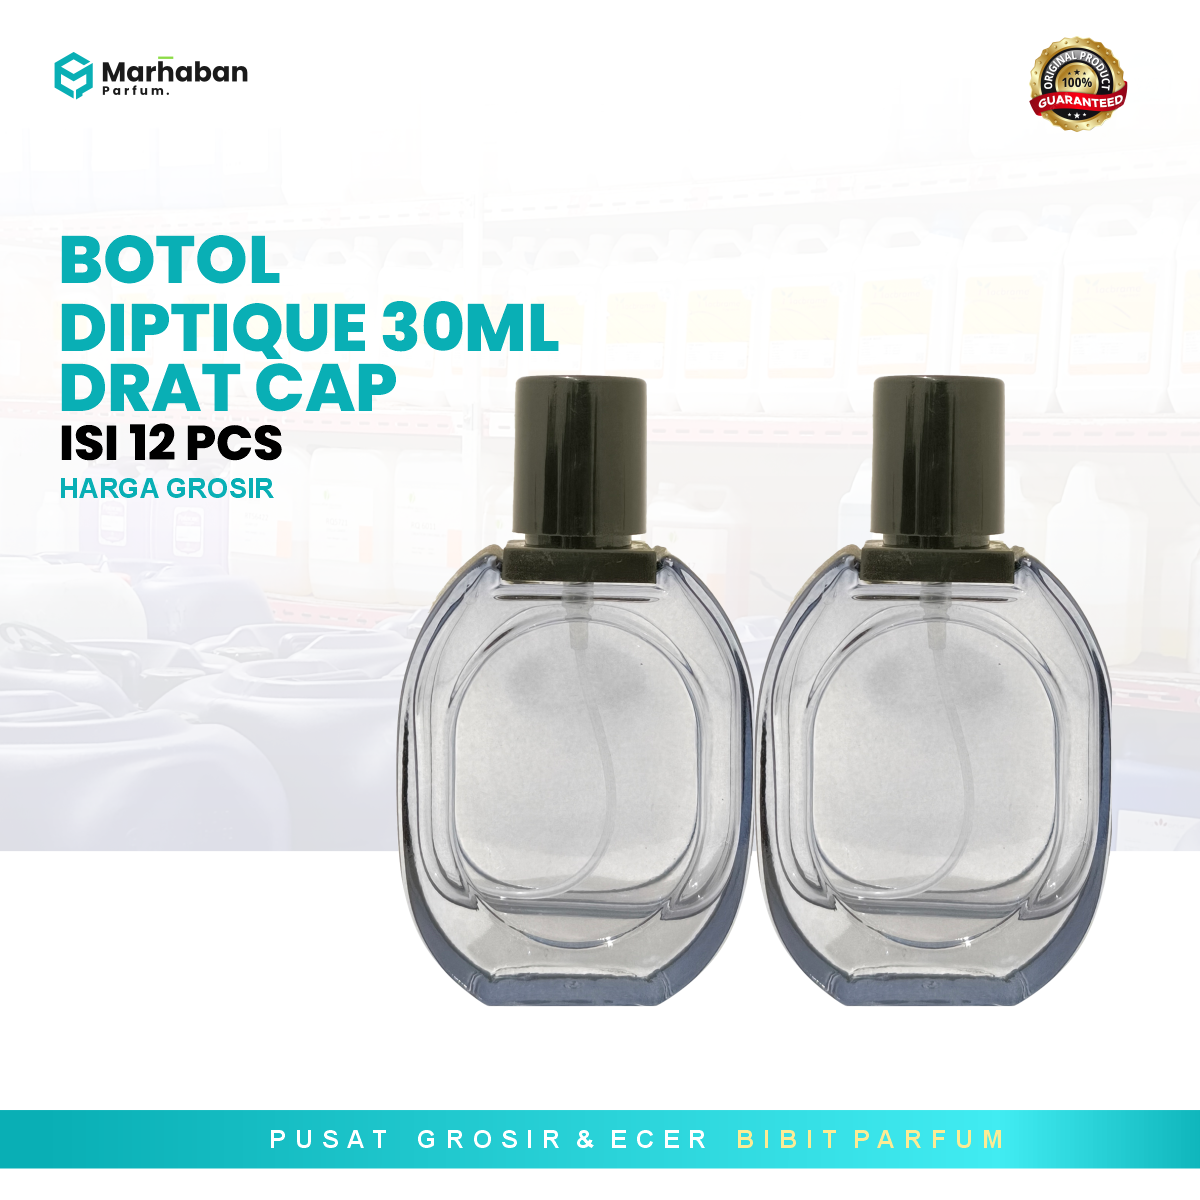 Marhaban
Parfum.
ORIGINAL PRODUCT
100%
GUARANTEED
BOTOL
DIPTIQUE 30ML
DRAT CAP
ISI 12 PCS
HARGA GROSIR
PUSAT GROSIR & ECER BIBIT PARFUM